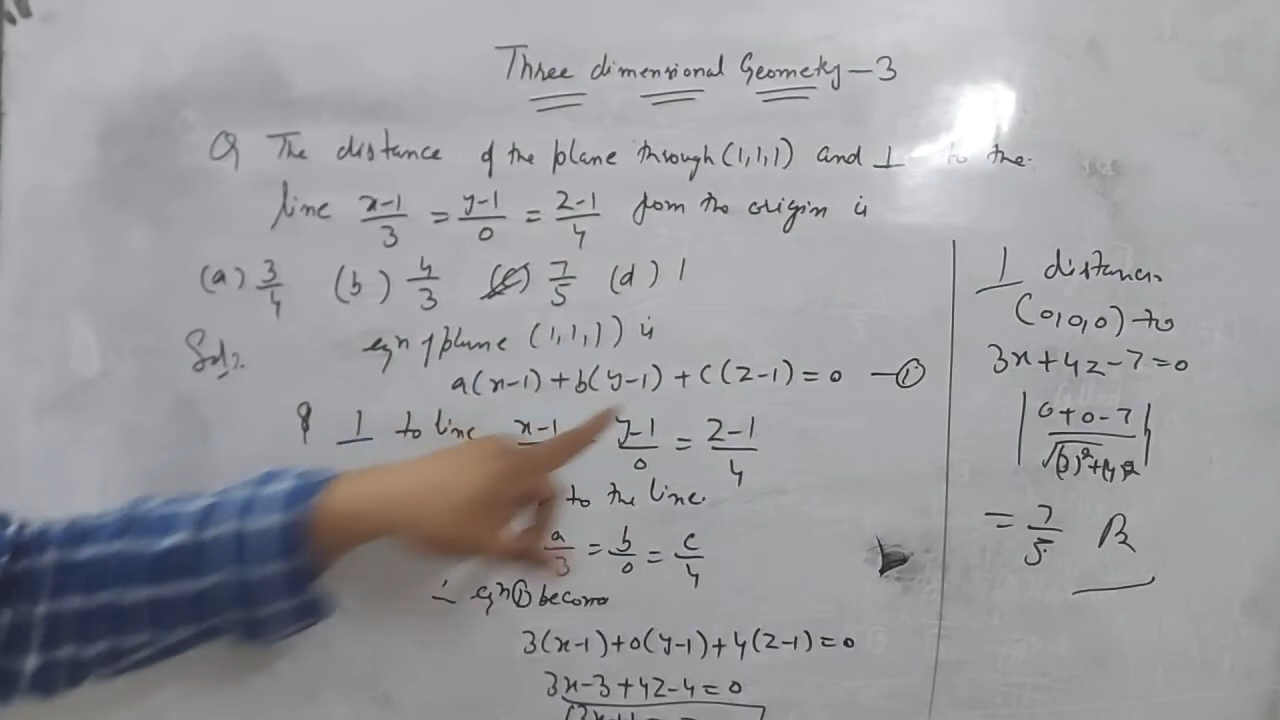 Three dimensional Geometry-3
Q The distance of the plane through (1,1,1) and ⊥ to the
line x-1/3 = y-1/0 = z-1/4 from the origin is
(a) 3/4 (b) 4/3 (c) 7/5 (d) 1
Sol:
eqn of plane (1,1,1) is
a(x-1)+b(y-1)+c(z-1)=0 -①
⊥ to line x-1 y-1/0 = z-1/4
to the line.
a/3 = b/0 = c/4
∴ eqn ① become
3(x-1)+0(y-1)+4(z-1)=0
3x-3+4z-4=0
⊥ distance
(0,0,0) to
3x+4z-7=0
|0+0-7/√(3)²+(4)²|
= 7/5